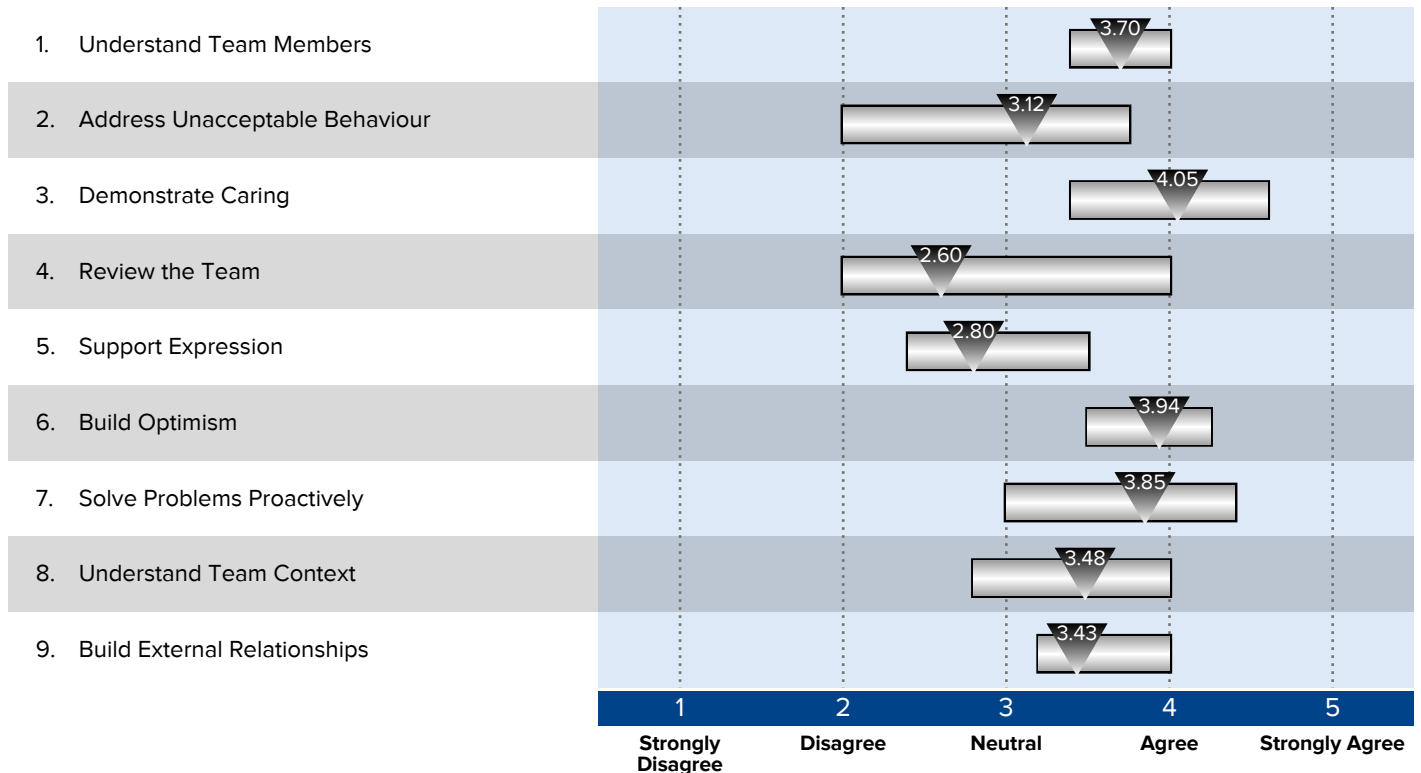 1. Understand Team Members 3.70
2. Address Unacceptable Behaviour 3.12
3. Demonstrate Caring 4.05
4. Review the Team 2.60
5. Support Expression 2.80
6. Build Optimism 3.94
7. Solve Problems Proactively 3.85
8. Understand Team Context 3.48
9. Build External Relationships 3.43
1 2 3 4 5
Strongly Disagree Neutral Agree Strongly Agree
Disagree